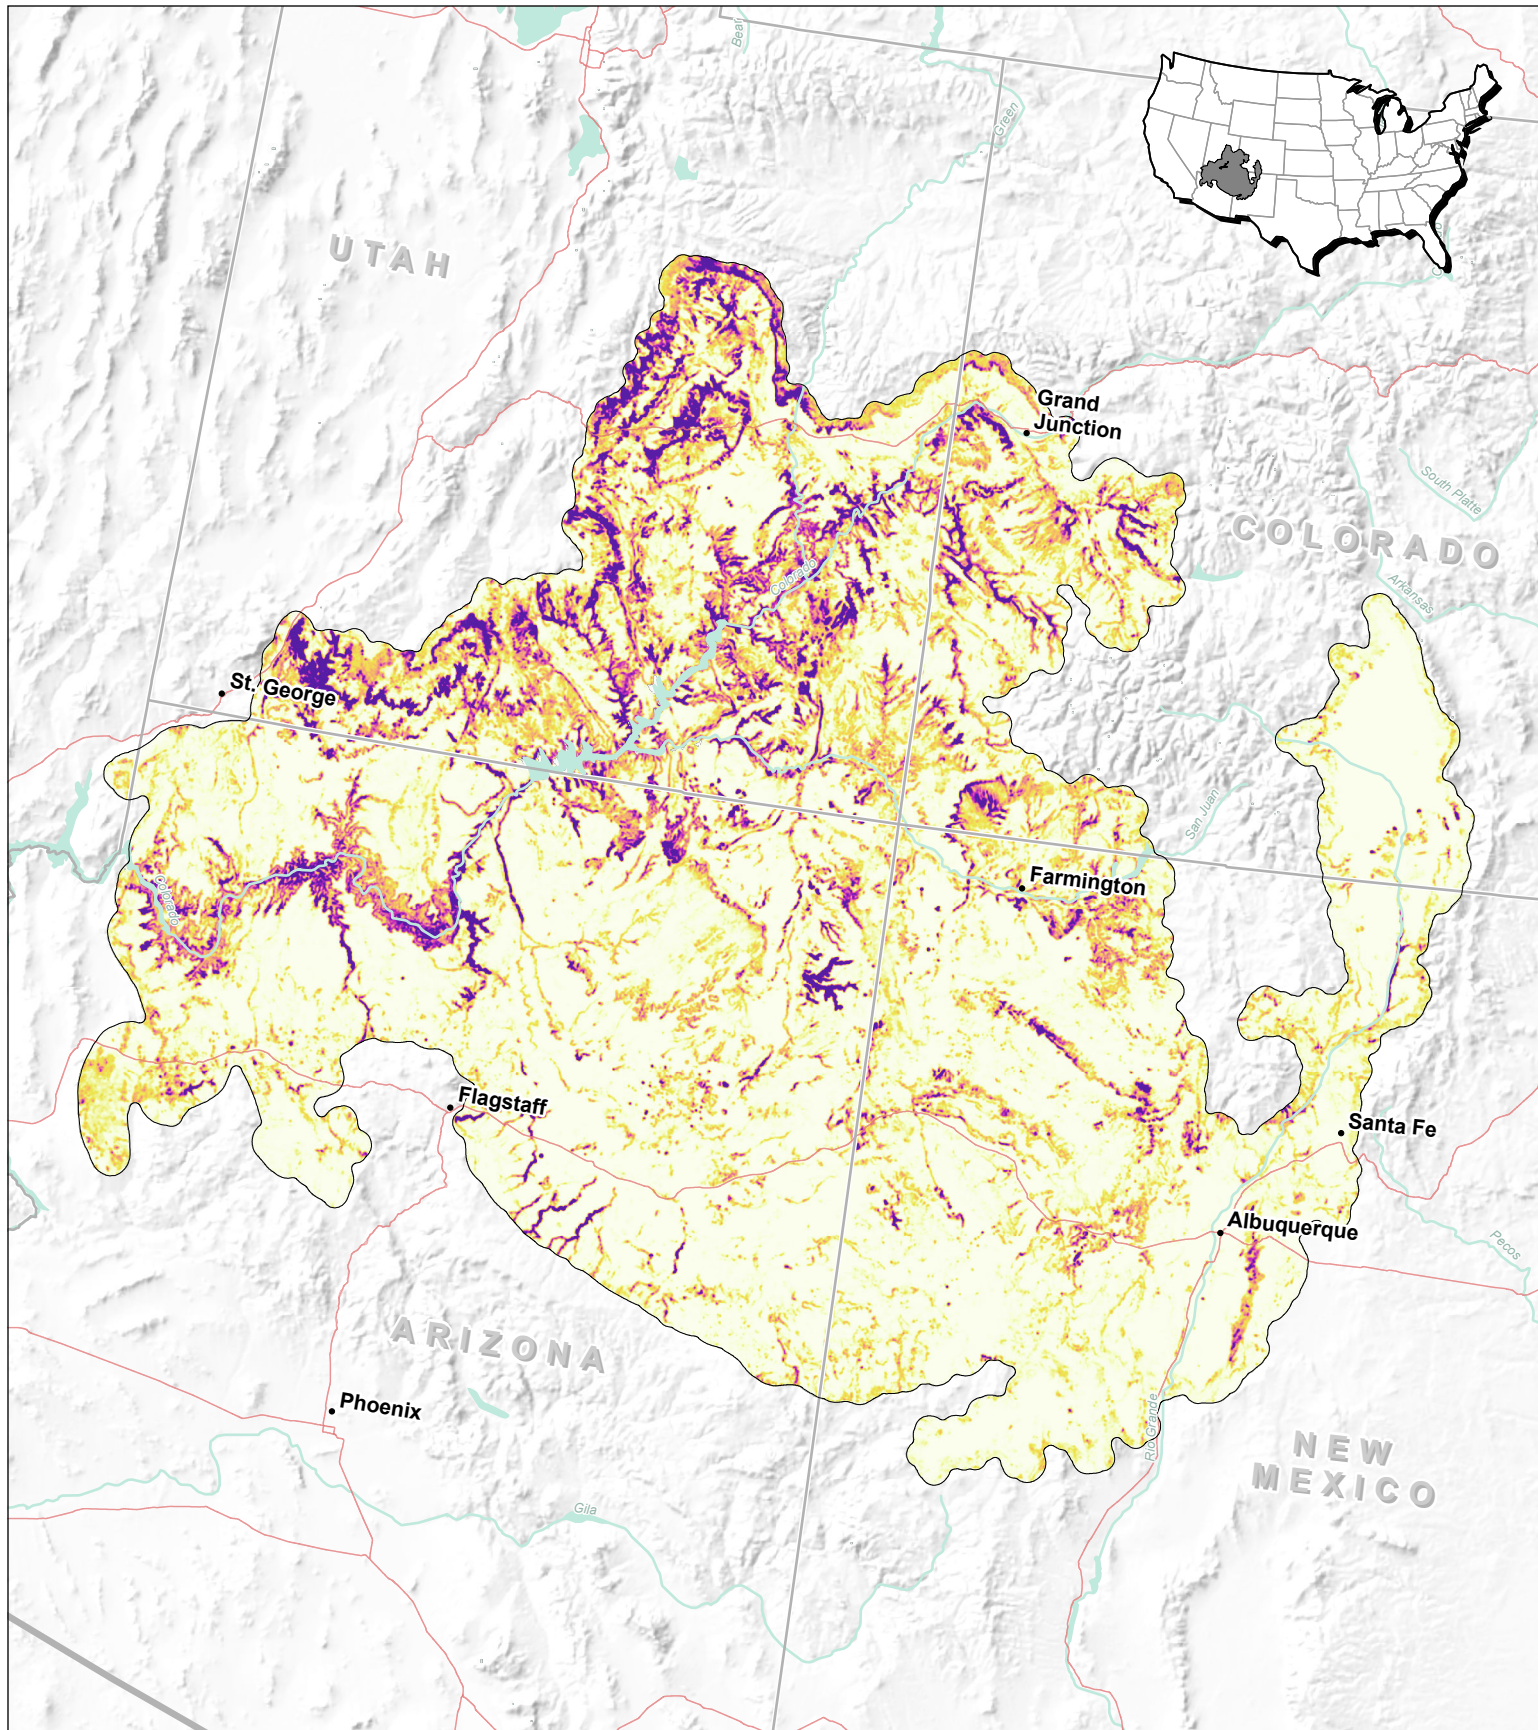 Bear
Green
UTAH
Grand
Junction
South Platte
COLORADO
Colorado
Arkansas
St. George
San Juan
Farmington
Colorado
Flagstaff
Santa Fe
Albuquerque
Pecos
ARIZONA
Phoenix
Rio Grande
NEW
MEXICO
Gila